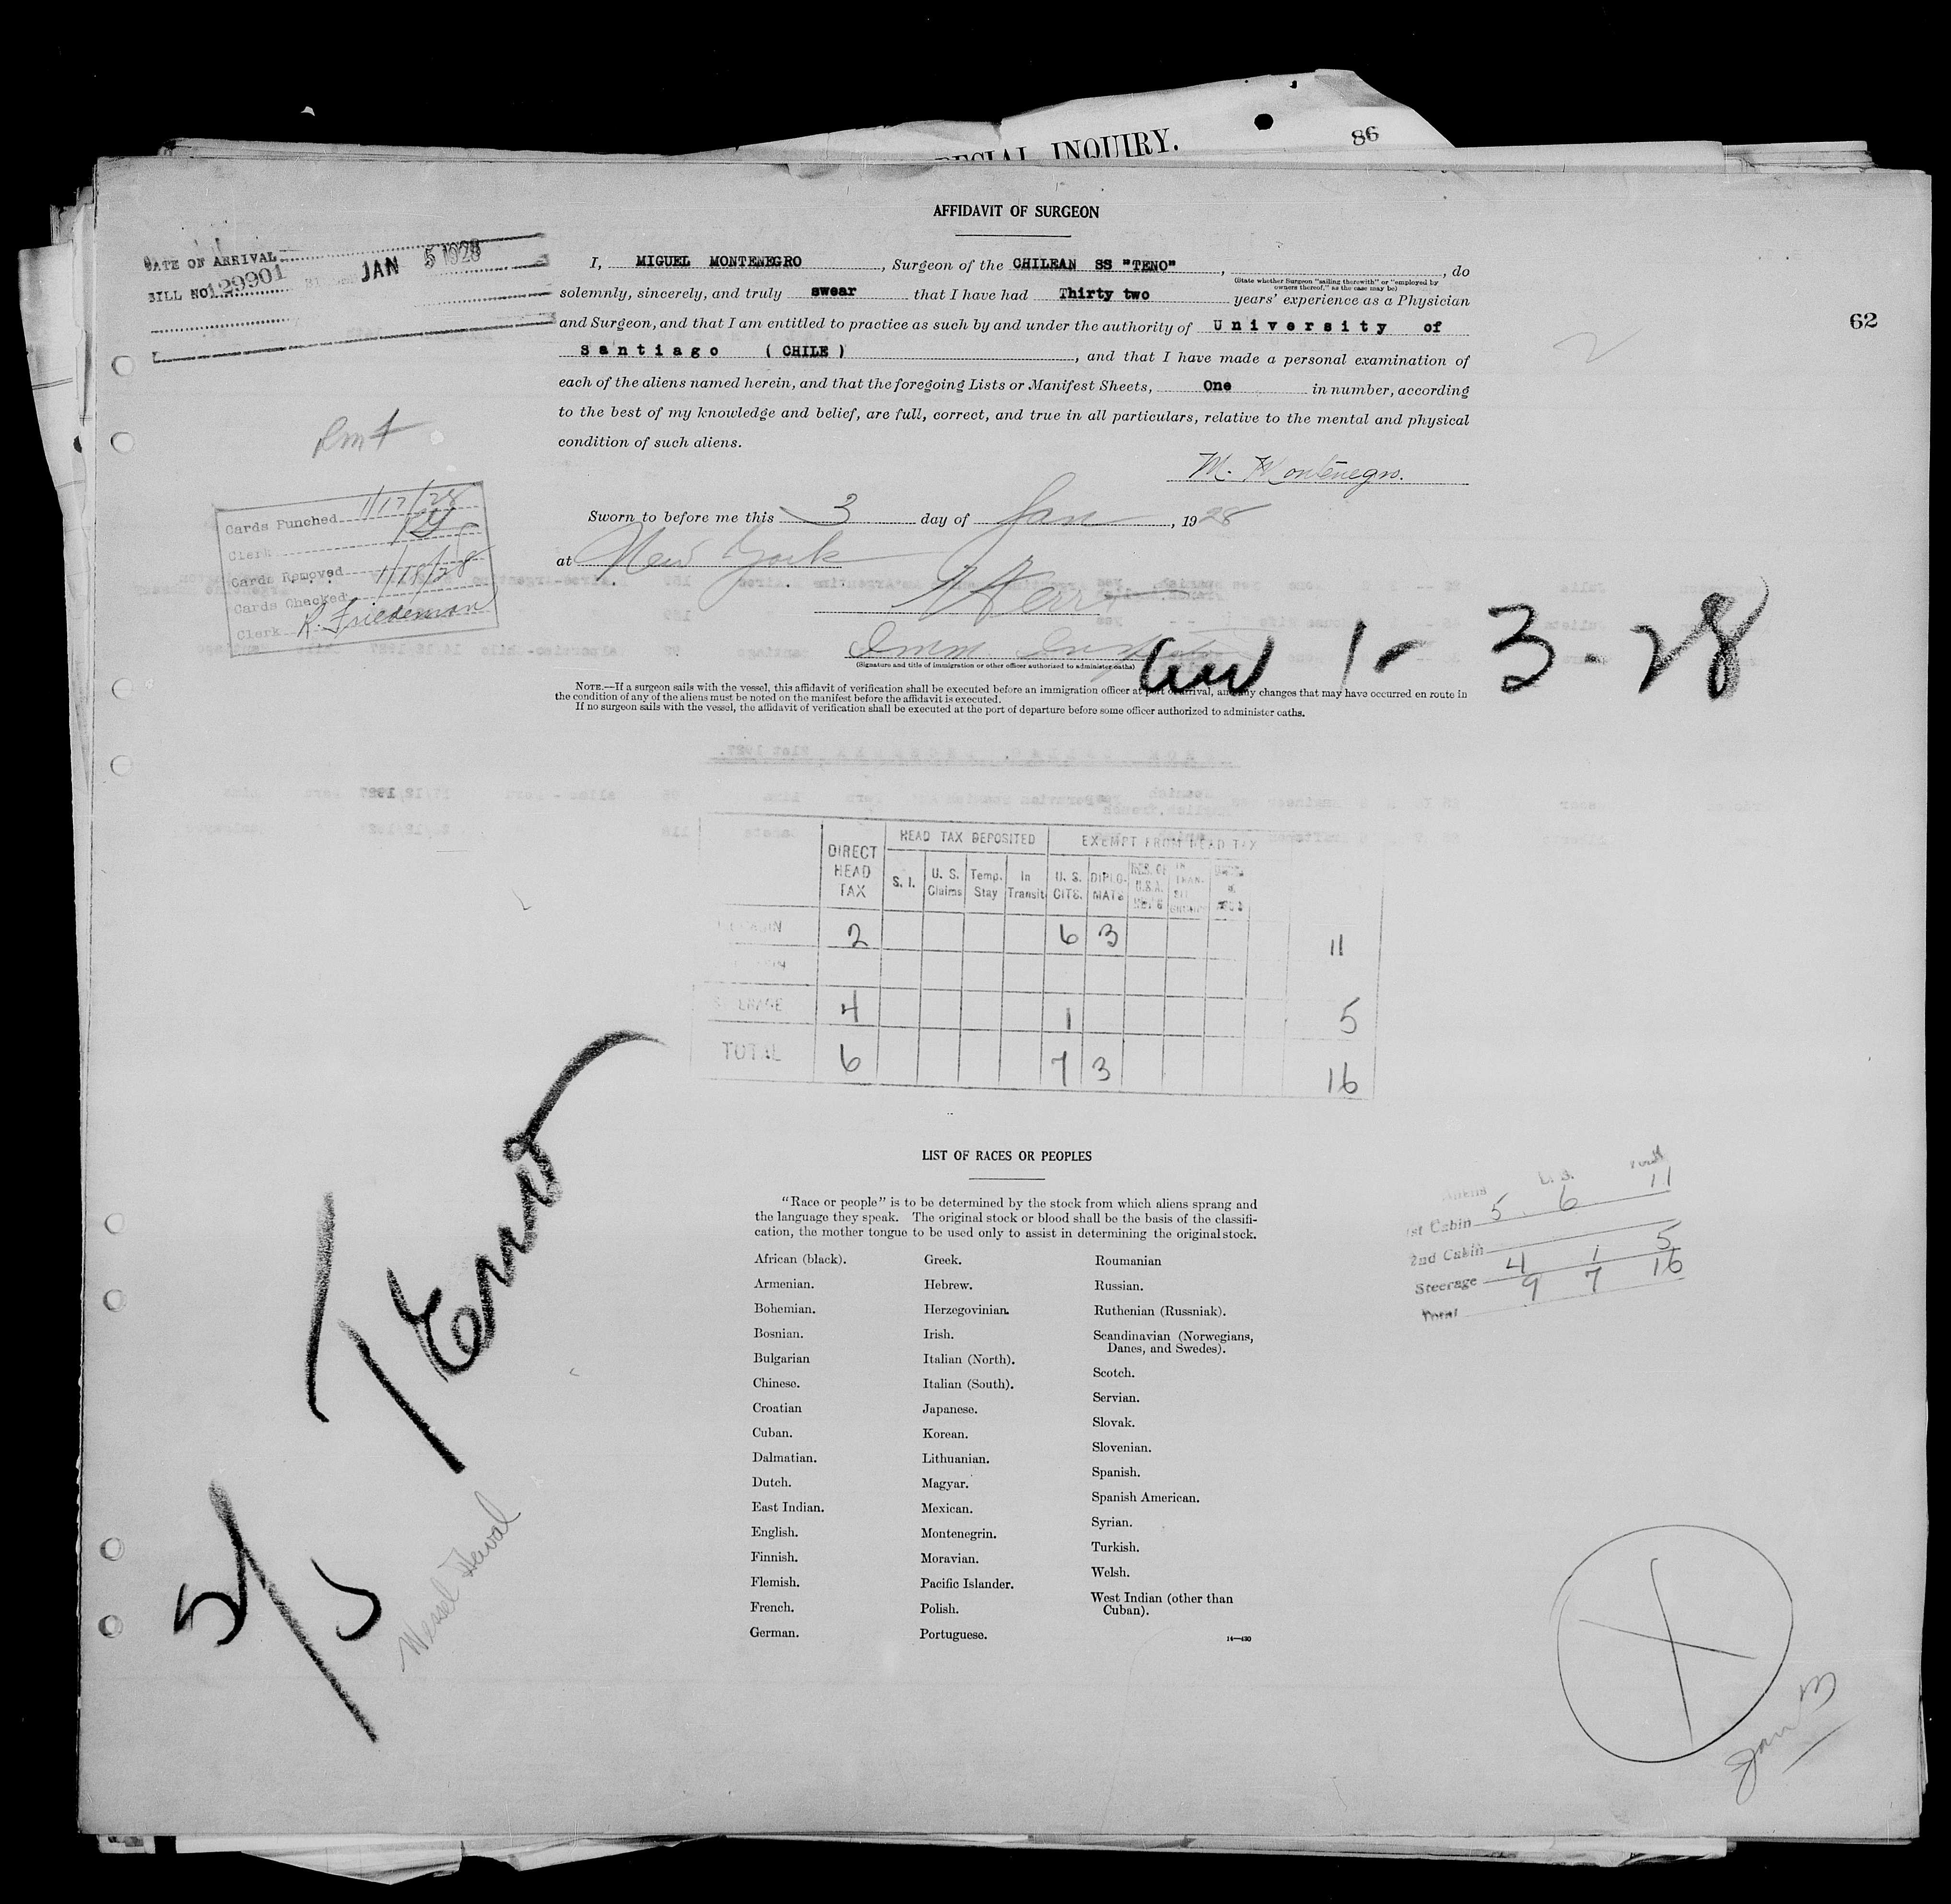 INQUIRY.
86
AFFIDAVIT OF SURGEON
DATE OF ARRIVAL JAN 5 1928
BILL NO. 129901
I, MIGUEL MONTENEGRO, Surgeon of the CHILEAN SS "TENO", , do
(State whether Surgeon "sailing therewith" or "employed by
owners thereof," as the case may be)
solemnly, sincerely, and truly swear that I have had Thirty two years' experience as a Physician
and Surgeon, and that I am entitled to practice as such by and under the authority of University of
Santiago (CHILE), and that I have made a personal examination of
each of the aliens named herein, and that the foregoing Lists or Manifest Sheets, One in number, according
to the best of my knowledge and belief, are full, correct, and true in all particulars, relative to the mental and physical
condition of such aliens.
62
M. Montenegro.
Sworn to before me this 3 day of Jan, 1928
at New York
(Signature and title of immigration or other officer authorized to administer oaths)
Cards Punched 1/17/28
Clerk
Cards Removed 1/18/28
Cards Checked
Clerk R. Friedeman
1-3-28
NOTE.—If a surgeon sails with the vessel, this affidavit of verification shall be executed before an immigration officer at port of arrival, and any changes that may have occurred en route in
the condition of any of the aliens must be noted on the manifest before the affidavit is executed.
If no surgeon sails with the vessel, the affidavit of verification shall be executed at the port of departure before some officer authorized to administer oaths.
HEAD TAX DEPOSITED EXEMPT FROM HEAD TAX
DIRECT HEAD TAX S. I. U. S. Claims Temp. Stay In Transit U. S. CITS. DIPLO-MATS
2 6 3 11
STEERAGE 4 1 5
TOTAL 6 7 3 16
LIST OF RACES OR PEOPLES
"Race or people" is to be determined by the stock from which aliens sprang and
the language they speak. The original stock or blood shall be the basis of the classifi-
cation, the mother tongue to be used only to assist in determining the original stock.
African (black).
Armenian.
Bohemian.
Bosnian.
Bulgarian
Chinese.
Croatian
Cuban.
Dalmatian.
Dutch.
East Indian.
English.
Finnish.
Flemish.
French.
German.
Greek.
Hebrew.
Herzegovinian.
Irish.
Italian (North).
Italian (South).
Japanese.
Korean.
Lithuanian.
Magyar.
Mexican.
Montenegrin.
Moravian.
Pacific Islander.
Polish.
Portuguese.
Roumanian
Russian.
Ruthenian (Russniak).
Scandinavian (Norwegians,
Danes, and Swedes).
Scotch.
Servian.
Slovak.
Slovenian.
Spanish.
Spanish American.
Syrian.
Turkish.
Welsh.
West Indian (other than
Cuban).
14—430
Aliens U. S. Total
1st Cabin 5 6 11
2nd Cabin
Steerage 4 1 5
Total 9 7 16
S/S Teno
Jan 3